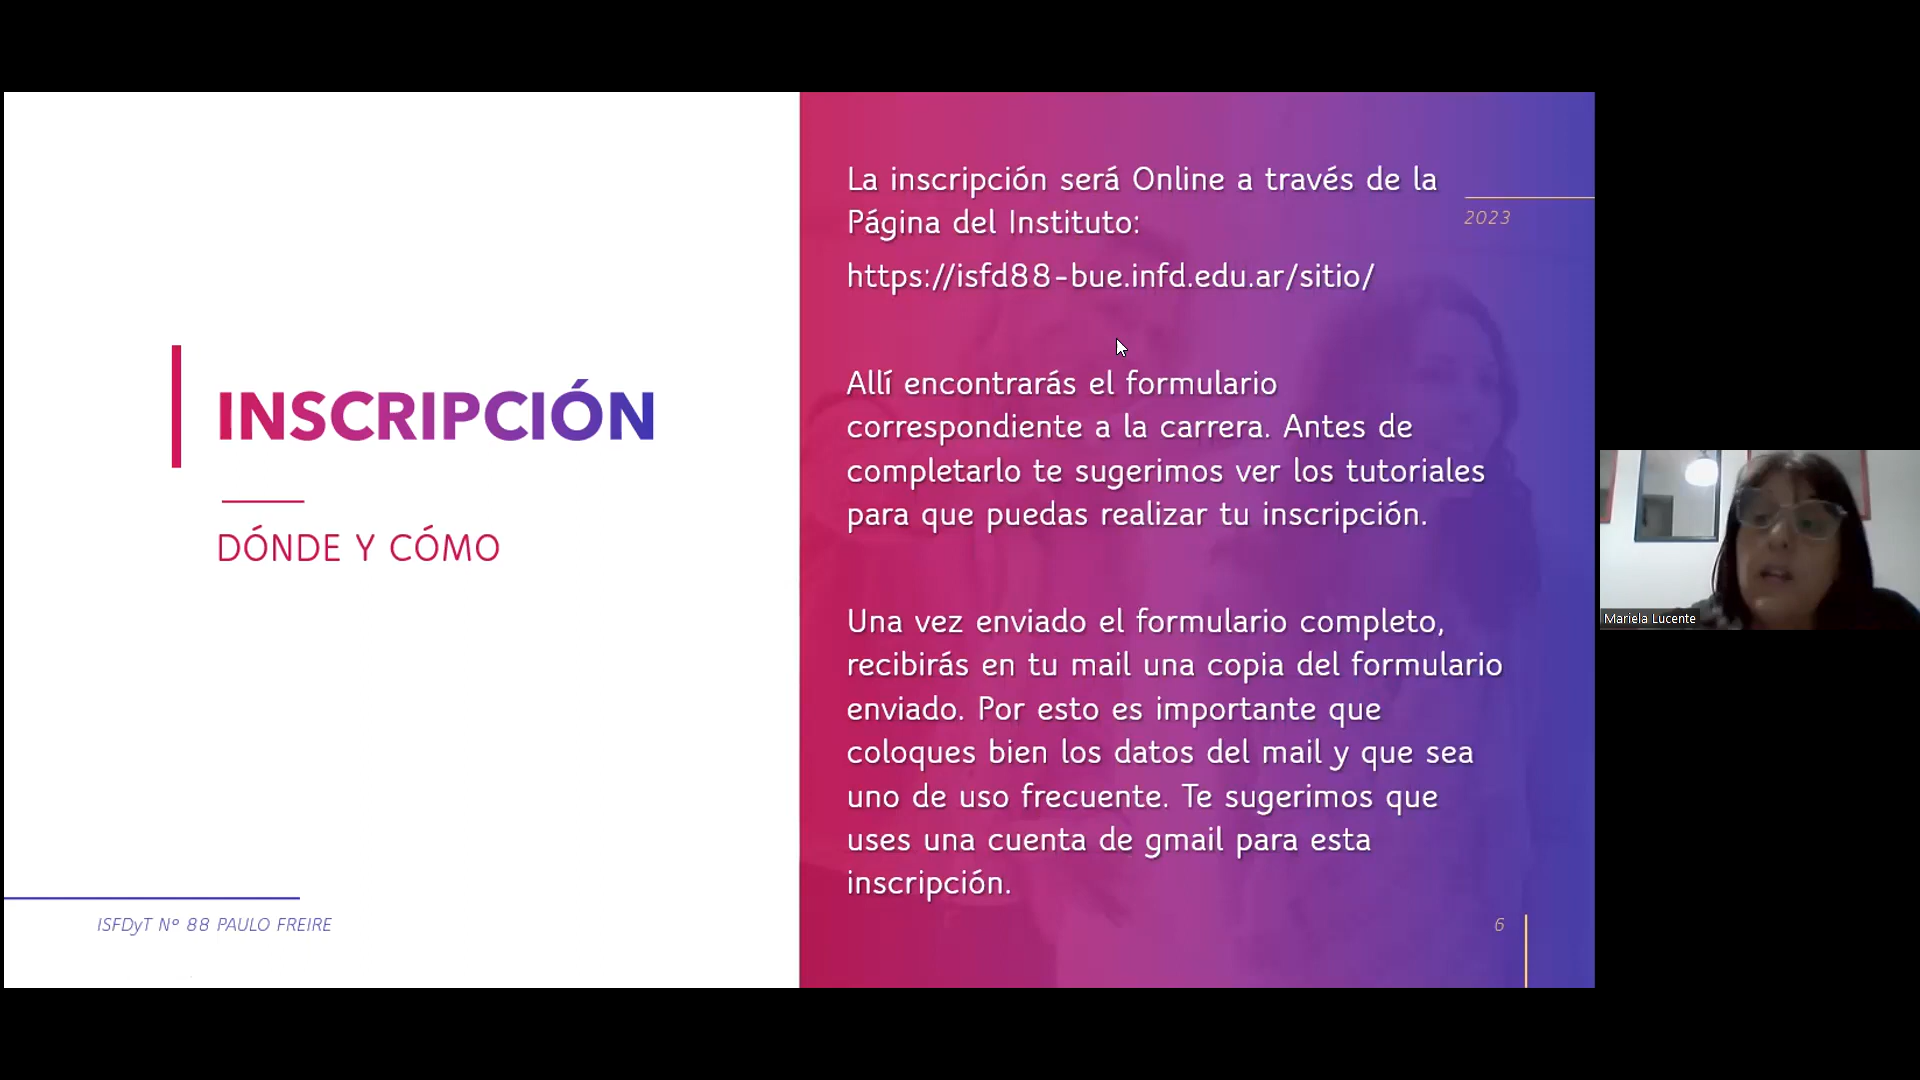 INSCRIPCIÓN
DÓNDE Y CÓMO
ISFDyT Nº 88 PAULO FREIRE
La inscripción será Online a través de la
Página del Instituto:
https://isfd88-bue.infd.edu.ar/sitio/
2023
Allí encontrarás el formulario
correspondiente a la carrera. Antes de
completarlo te sugerimos ver los tutoriales
para que puedas realizar tu inscripción.
Una vez enviado el formulario completo,
recibirás en tu mail una copia del formulario
enviado. Por esto es importante que
coloques bien los datos del mail y que sea
uno de uso frecuente. Te sugerimos que
uses una cuenta de gmail para esta
inscripción.
6
Mariela Lucente